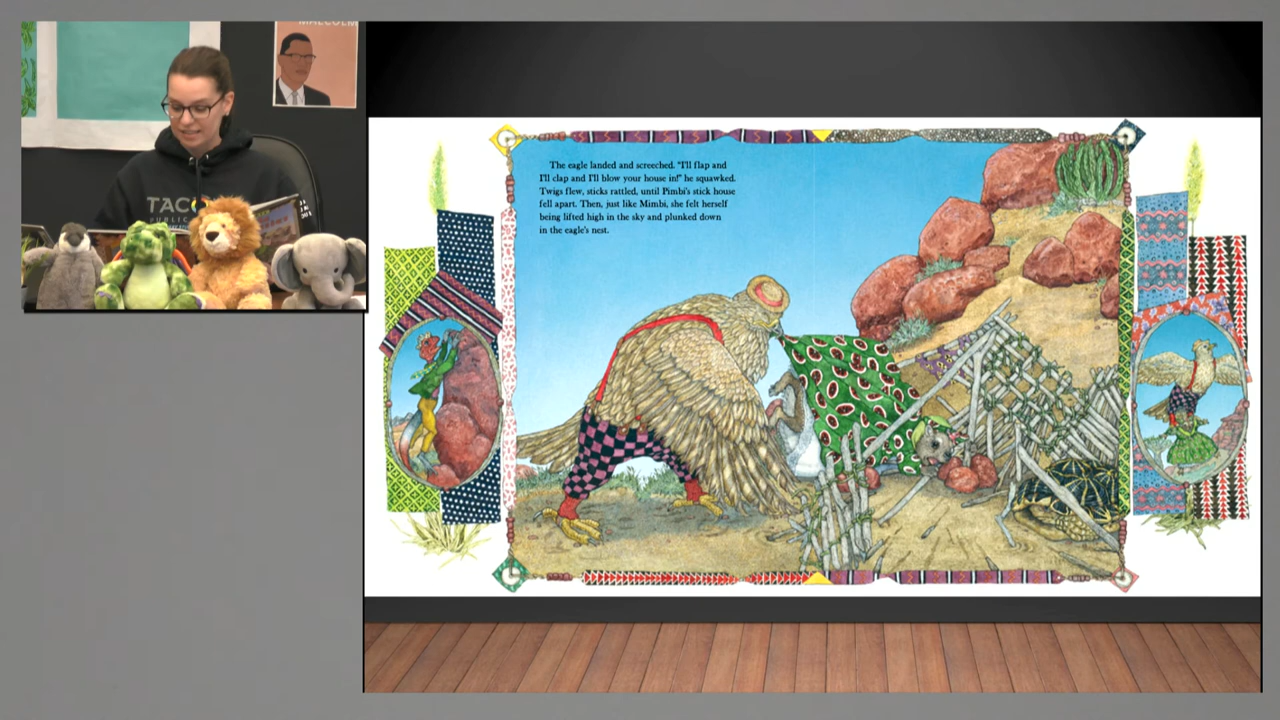 MALCOLM
TACO
PUBLIC
The eagle landed and screeched. "I'll flap and
I'll clap and I'll blow your house in!" he squawked.
Twigs flew, sticks rattled, until Pimbi's stick house
fell apart. Then, just like Mimbi, she felt herself
being lifted high in the sky and plunked down
in the eagle's nest.